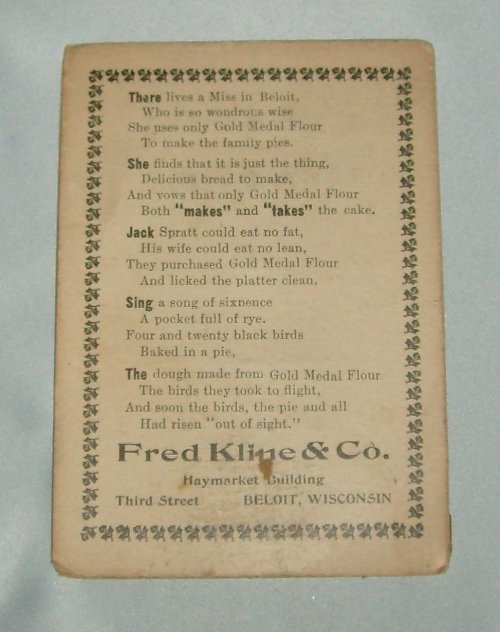 There lives a Miss in Beloit,
Who is so wondrous wise
She uses only Gold Medal Flour
To make the family pies.
She finds that it is just the thing,
Delicious bread to make,
And vows that only Gold Medal Flour
Both "makes" and "takes" the cake.
Jack Spratt could eat no fat,
His wife could eat no lean,
They purchased Gold Medal Flour
And licked the platter clean.
Sing a song of sixpence
A pocket full of rye.
Four and twenty black birds
Baked in a pie,
The dough made from Gold Medal Flour
The birds they took to flight,
And soon the birds, the pie and all
Had risen "out of sight."
Fred Kline & Co.
Haymarket Building
Third Street BELOIT, WISCONSIN